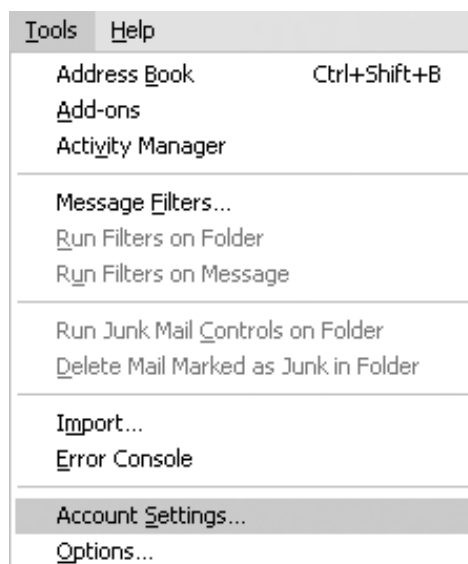 Tools Help
Address Book Ctrl+Shift+B
Add-ons
Activity Manager
Message Filters...
Run Filters on Folder
Run Filters on Message
Run Junk Mail Controls on Folder
Delete Mail Marked as Junk in Folder
Import...
Error Console
Account Settings...
Options...